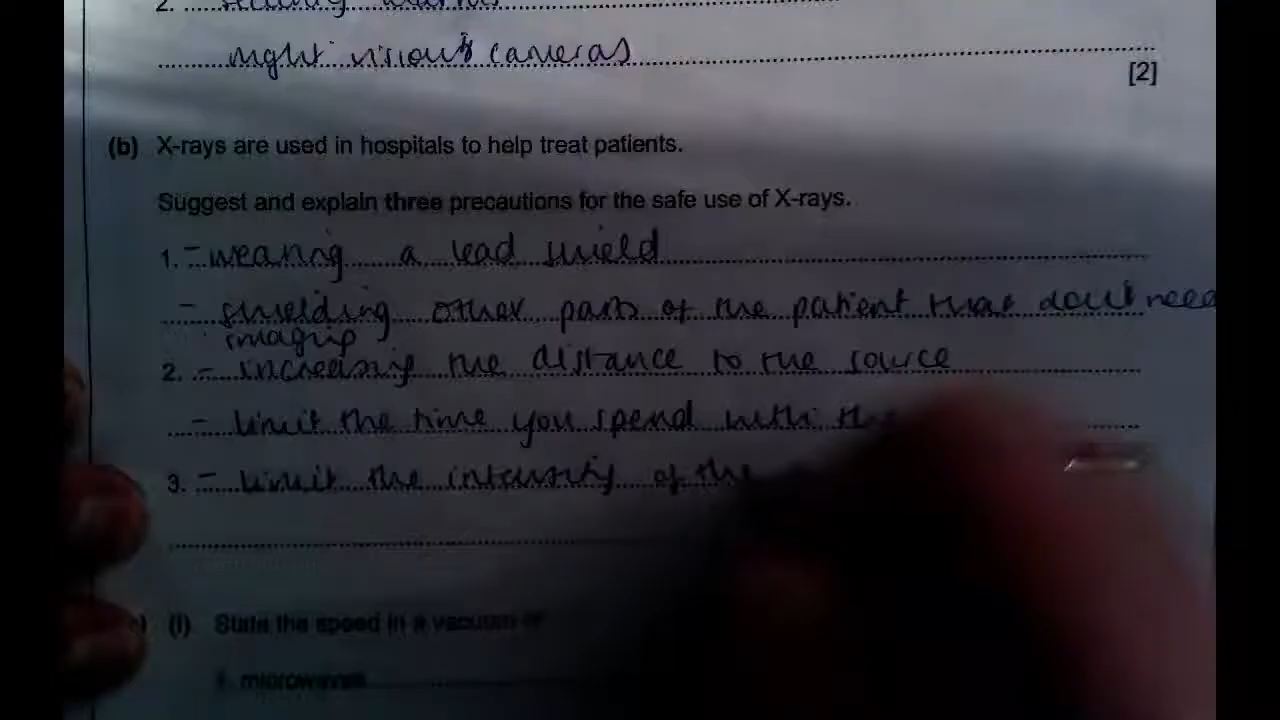 2.
night vision cameras
[2]
(b) X-rays are used in hospitals to help treat patients.
Suggest and explain three precautions for the safe use of X-rays.
1. - wearing a lead shield
- shielding other parts of the patient that don't need
imaging
2. - increasing the distance to the source
- limit the time you spend with the
3. - limit the intensity of the
(i) State the speed in a vacuum of
1. microwaves